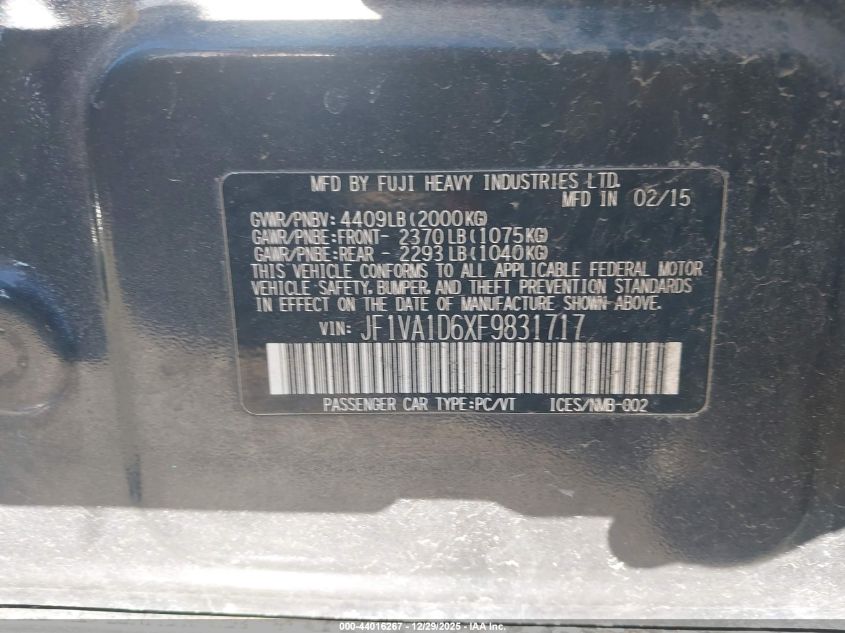 MFD BY FUJI HEAVY INDUSTRIES LTD.
MFD IN 02/15
GVWR/PNBV: 4409LB(2000KG)
GAWR/PNBE:FRONT- 2370LB(1075KG)
GAWR/PNBE:REAR - 2293LB(1040KG)
THIS VEHICLE CONFORMS TO ALL APPLICABLE FEDERAL MOTOR
VEHICLE SAFETY, BUMPER, AND THEFT PREVENTION STANDARDS
IN EFFECT ON THE DATE OF MANUFACTURE SHOWN ABOVE.
VIN: JF1VA1D6XF9831717
PASSENGER CAR TYPE:PC/VT ICES/NMB-002
000-44016267 - 12/29/2025 - IAA Inc.